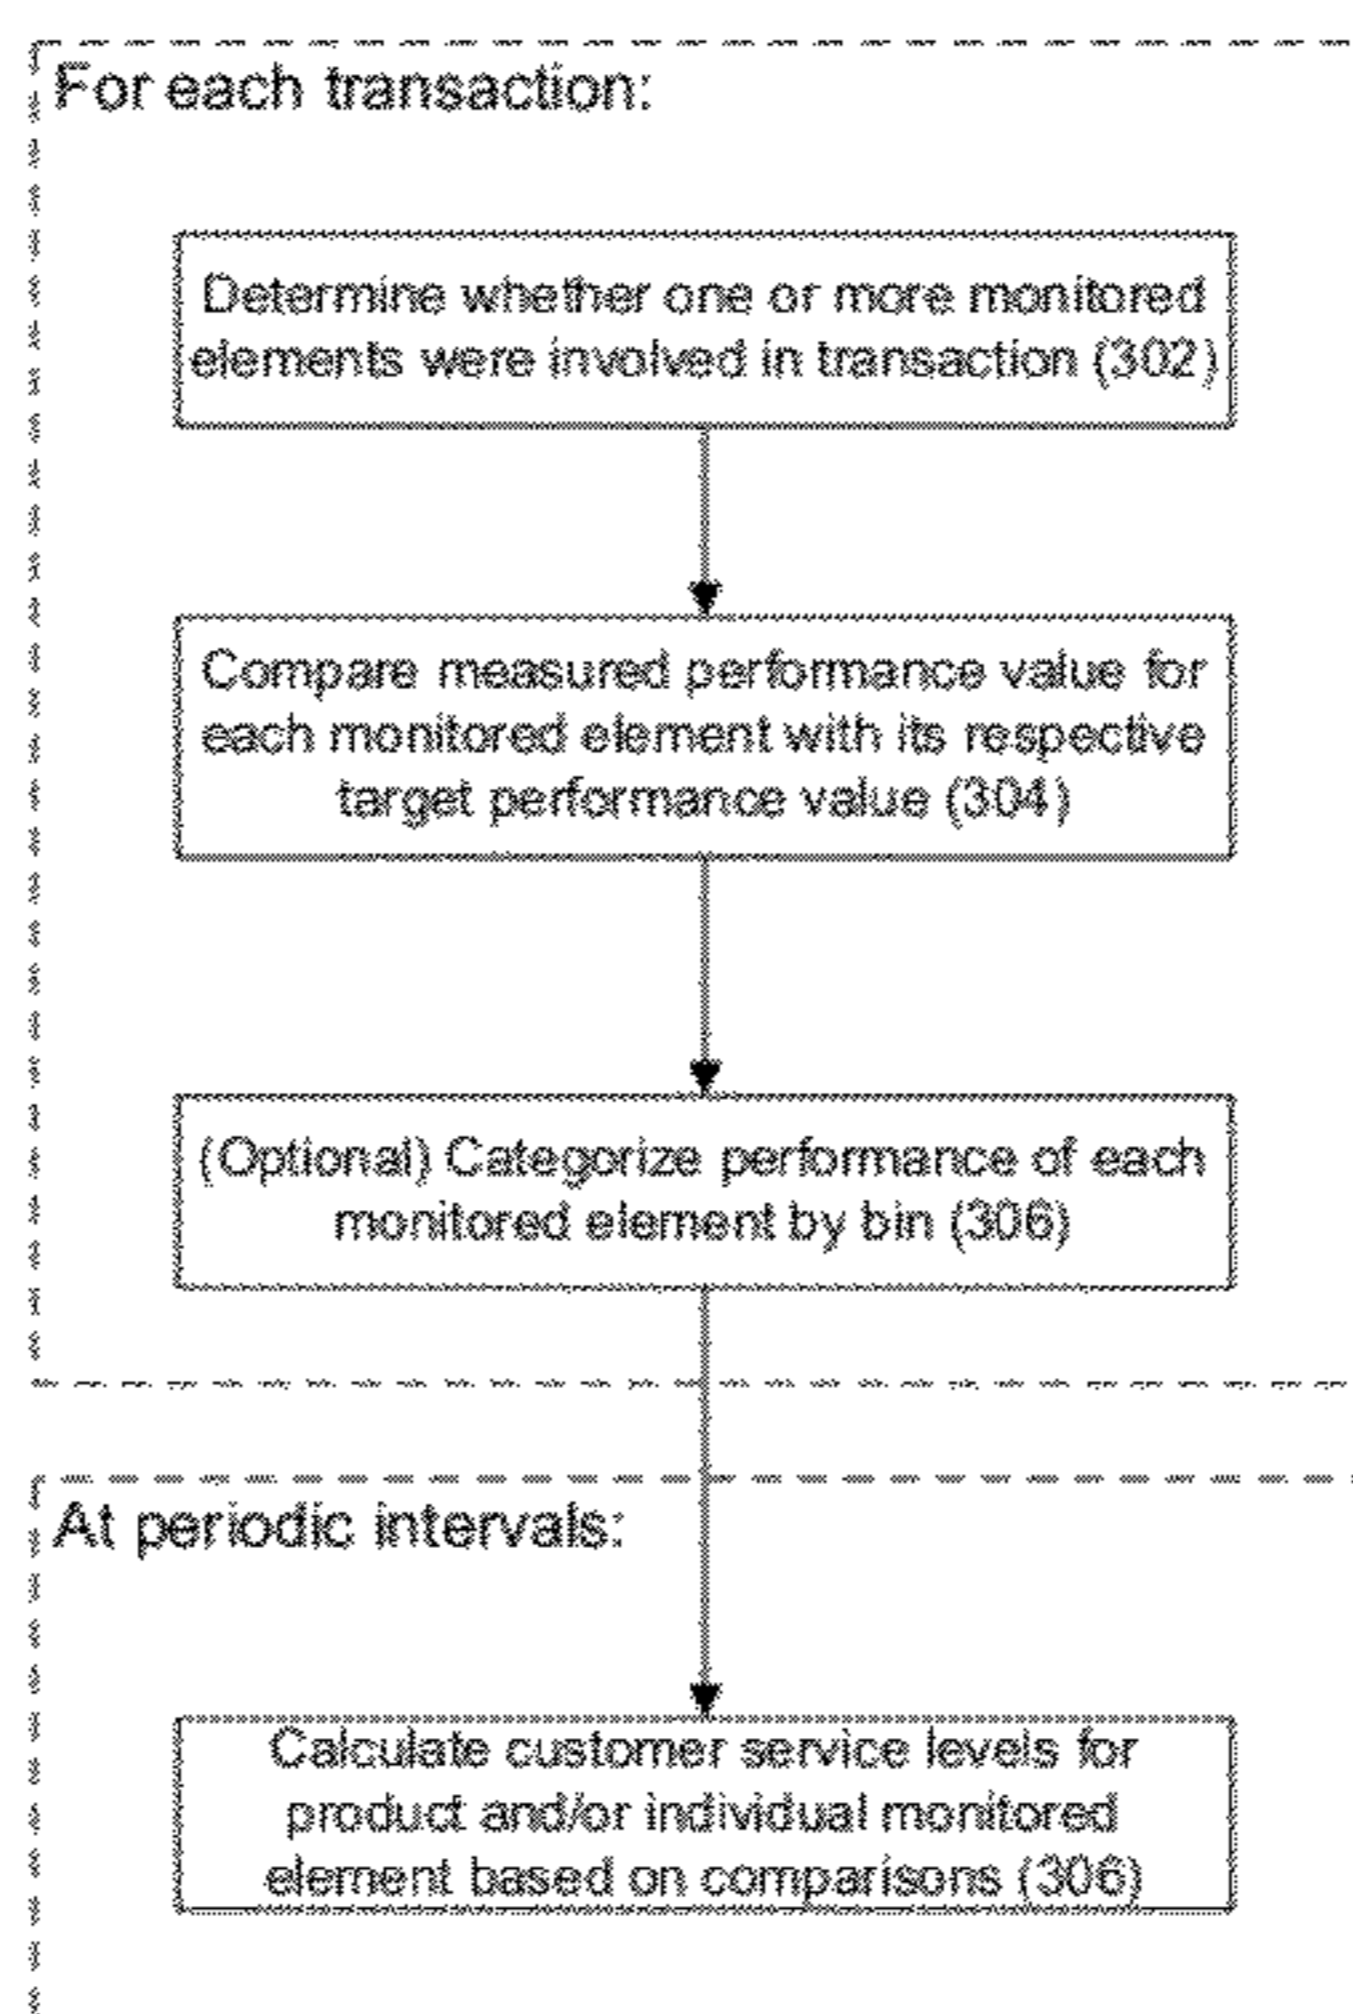 For each transaction:
Determine whether one or more monitored
elements were involved in transaction (302)
Compare measured performance value for
each monitored element with its respective
target performance value (304)
(Optional) Categorize performance of each
monitored element by bin (306)
At periodic intervals:
Calculate customer service levels for
product and/or individual monitored
element based on comparisons (306)